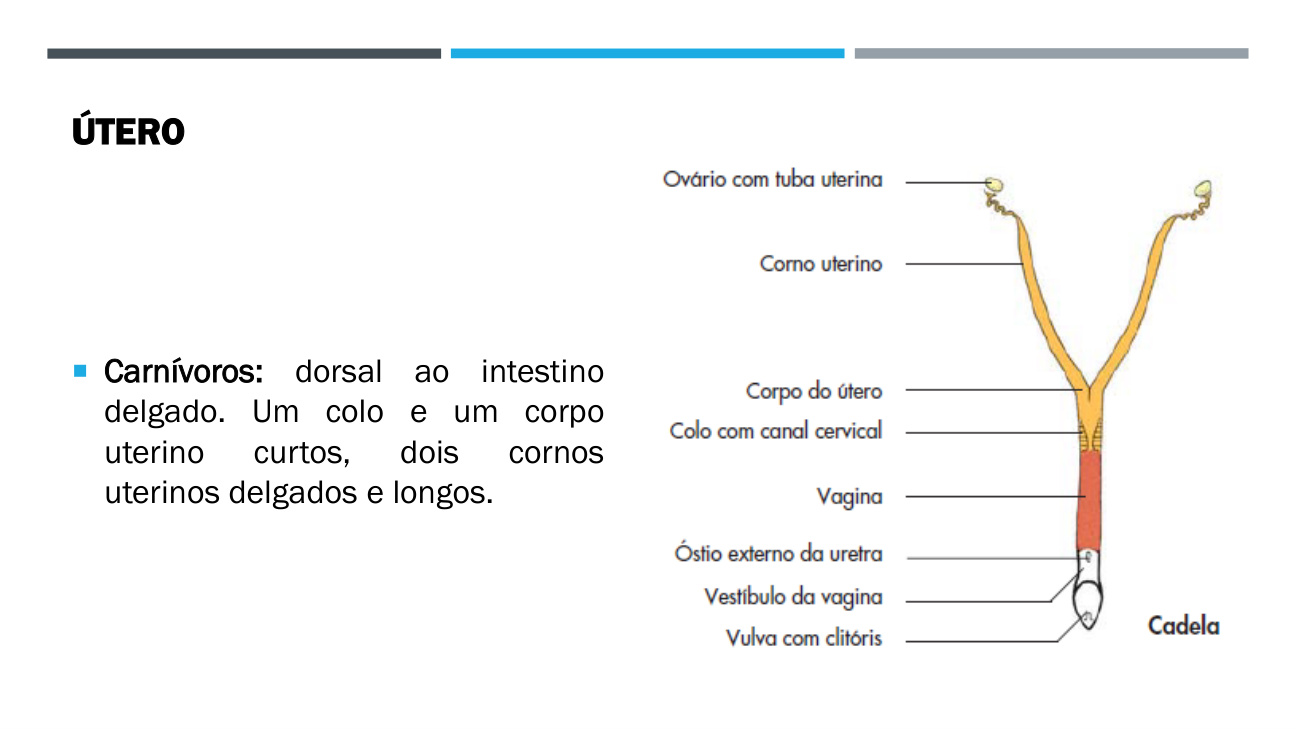 ÚTERO
Carnívoros: dorsal ao intestino
delgado. Um colo e um corpo
uterino curtos, dois cornos
uterinos delgados e longos.
Ovário com tuba uterina
Corno uterino
Corpo do útero
Colo com canal cervical
Vagina
Óstio externo da uretra
Vestíbulo da vagina
Vulva com clitóris
Cadela